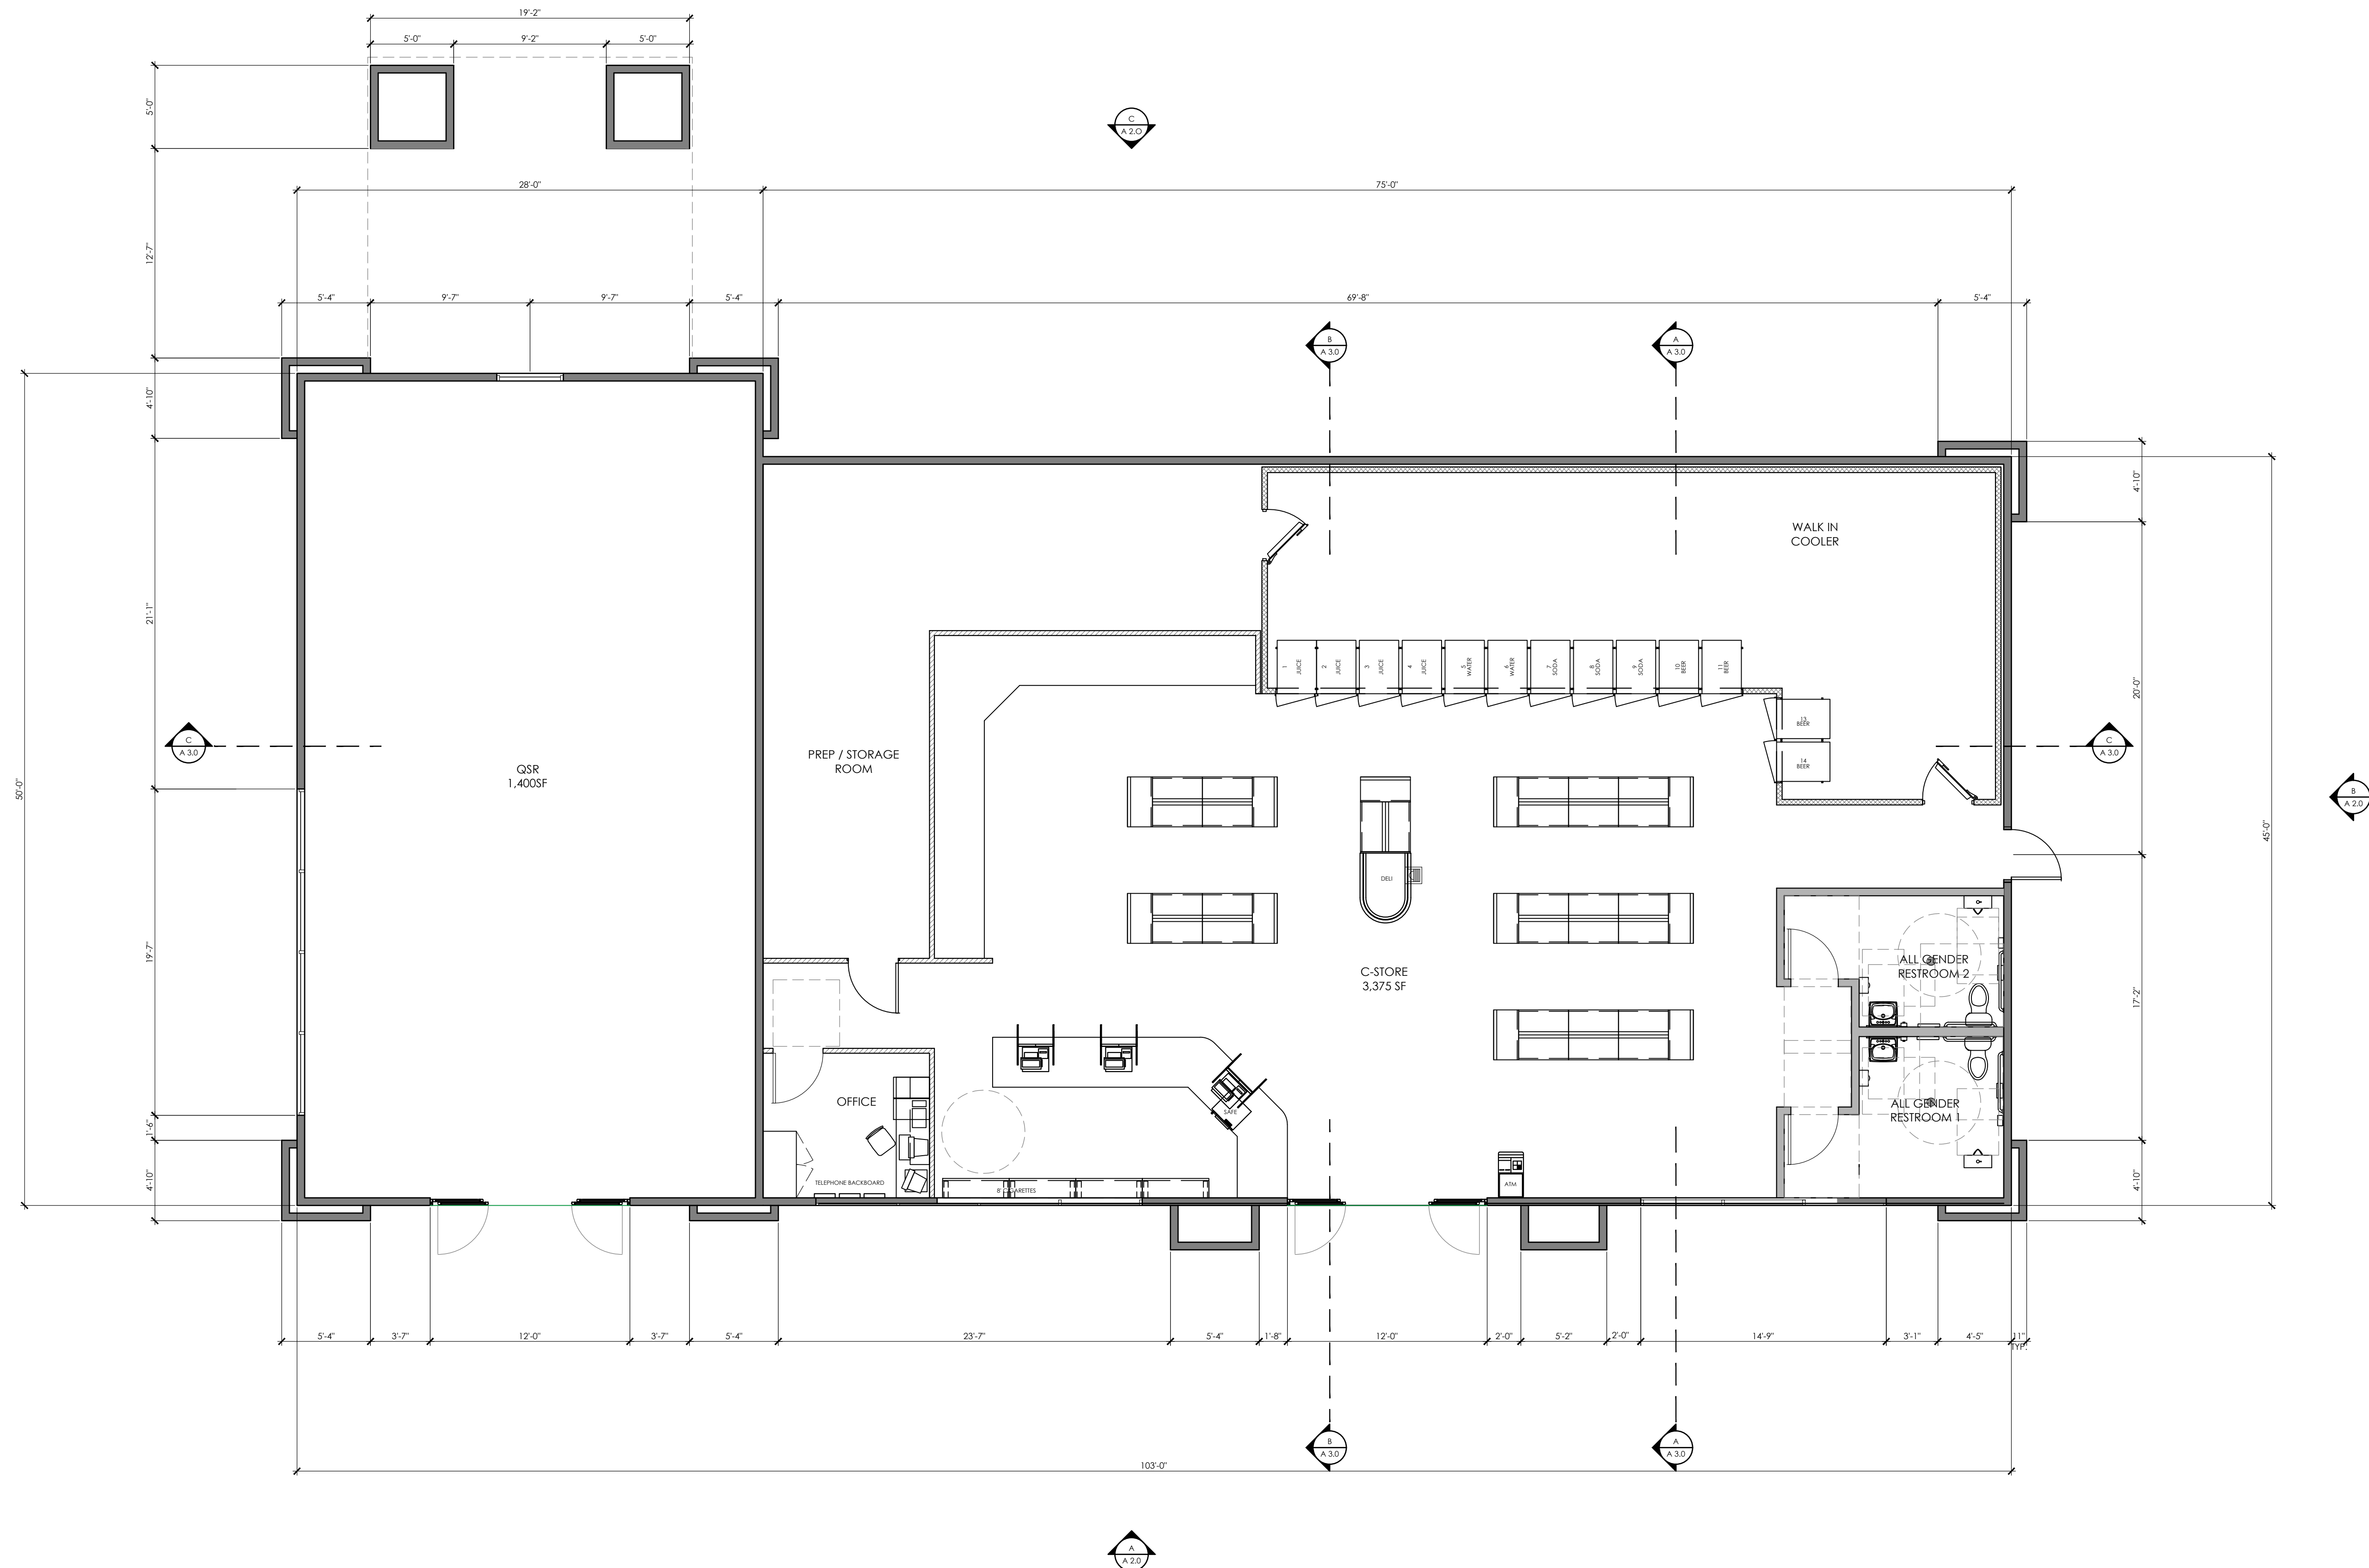 19'-2"
5'-0"
9'-2"
5'-0"
5'-0"
C
A 2.O
28'-0"
75'-0"
12'-7"
5'-4"
9'-7"
9'-7"
5'-4"
69'-8"
5'-4"
B
A 3.0
A
A 3.0
4'-10"
4'-10"
WALK IN
COOLER
21'-1"
1 JUICE
2 JUICE
3 JUICE
4 JUICE
5 WATER
6 WATER
7 SODA
8 SODA
9 SODA
10 BEER
11 BEER
20'-0"
13
BEER
C
A 3.0
PREP / STORAGE
ROOM
C
A 3.0
14
BEER
QSR
1,400SF
50'-0"
B
A 2.0
45'-0"
DELI
19'-7"
C-STORE
3,375 SF
ALL GENDER
RESTROOM 2
17'-2"
OFFICE
SAFE
ALL GENDER
RESTROOM 1
1'-6"
4'-10"
TELEPHONE BACKBOARD
8' CIGARETTES
ATM
4'-10"
5'-4"
3'-7"
12'-0"
3'-7"
5'-4"
23'-7"
5'-4"
1'-8"
12'-0"
2'-0"
5'-2"
2'-0"
14'-9"
3'-1"
4'-5"
11"
TYP.
B
A 3.0
A
A 3.0
103'-0"
A
A 2.0